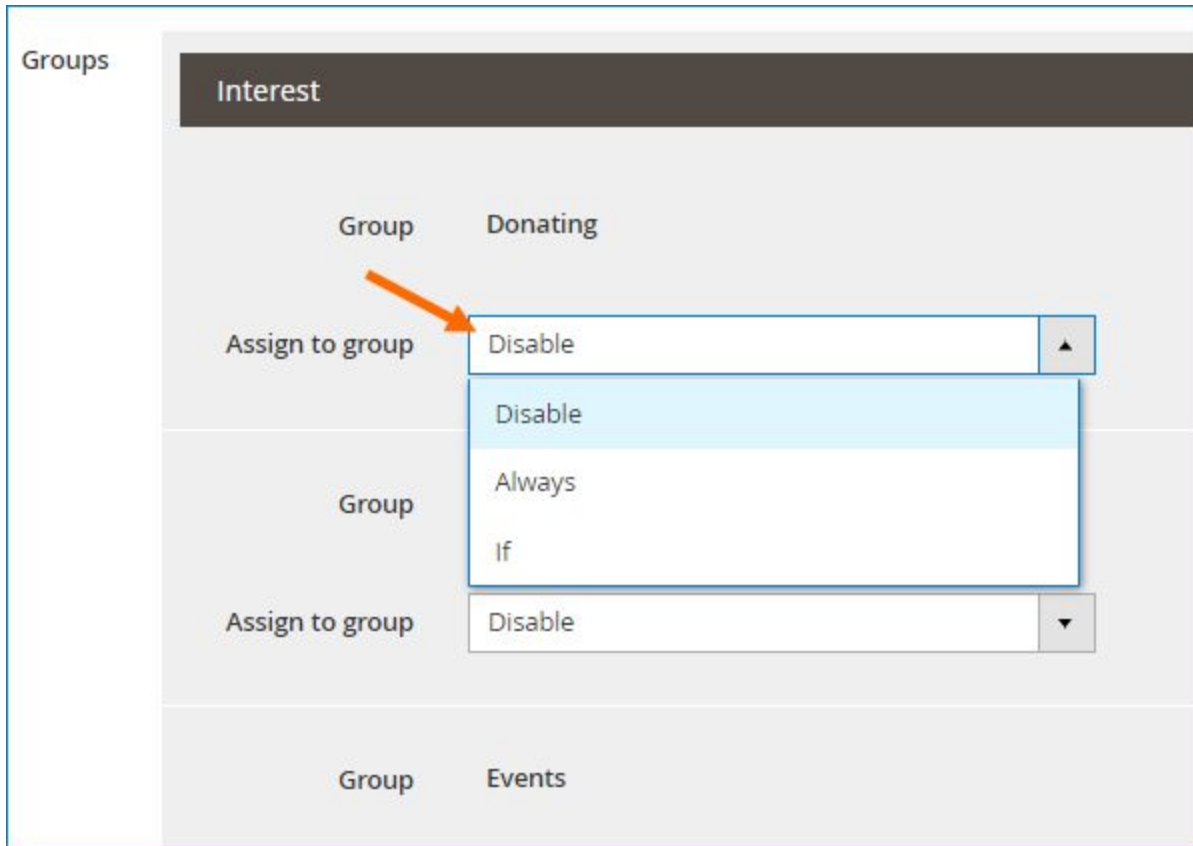 Groups
Interest
Group Donating
Assign to group Disable
Disable
Always
Group
If
Assign to group Disable
Group Events